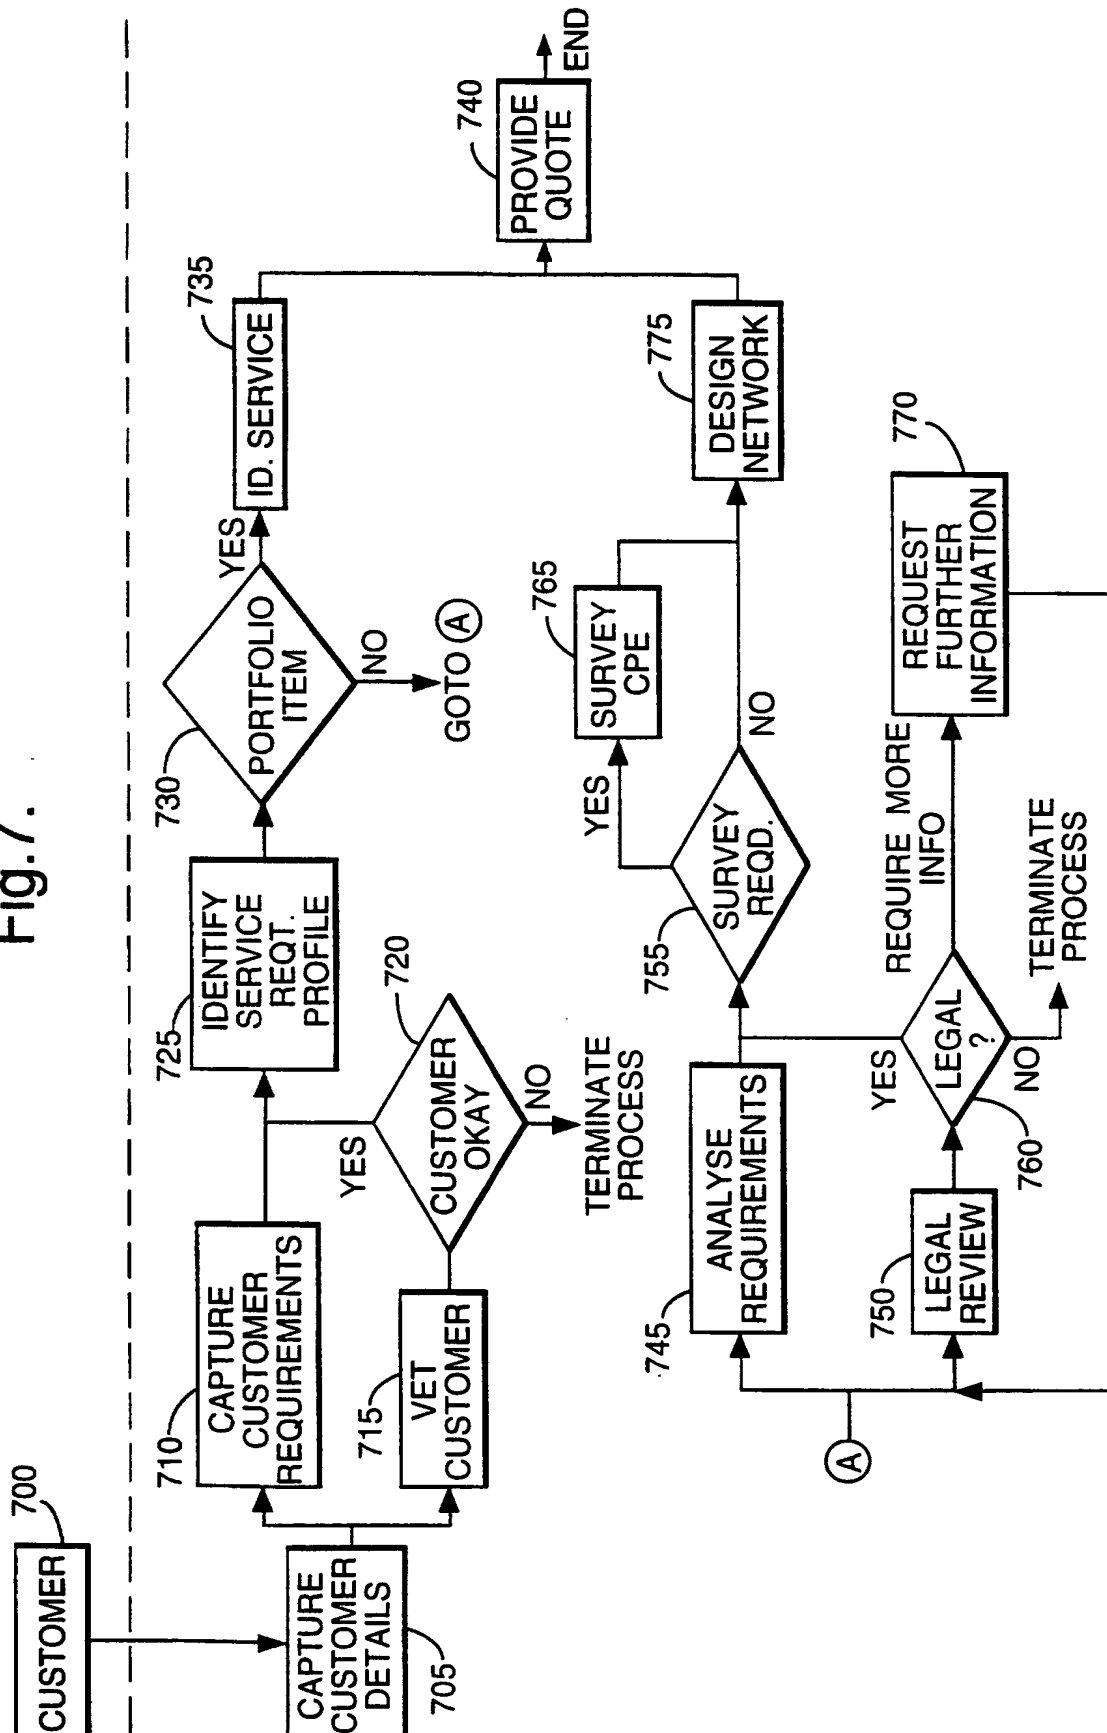 Fig.7.
CUSTOMER
700
CAPTURE
CUSTOMER
DETAILS
705
CAPTURE
CUSTOMER
REQUIREMENTS
710
VET
CUSTOMER
715
CUSTOMER
OKAY
720
YES
NO
TERMINATE
PROCESS
IDENTIFY
SERVICE
REQT.
PROFILE
725
PORTFOLIO
ITEM
730
YES
NO
GOTO A
ID. SERVICE
735
PROVIDE
QUOTE
740
END
A
ANALYSE
REQUIREMENTS
745
LEGAL
REVIEW
750
SURVEY
REQD.
755
YES
NO
LEGAL
?
760
YES
NO
TERMINATE
PROCESS
REQUIRE MORE
INFO
SURVEY
CPE
765
REQUEST
FURTHER
INFORMATION
770
DESIGN
NETWORK
775